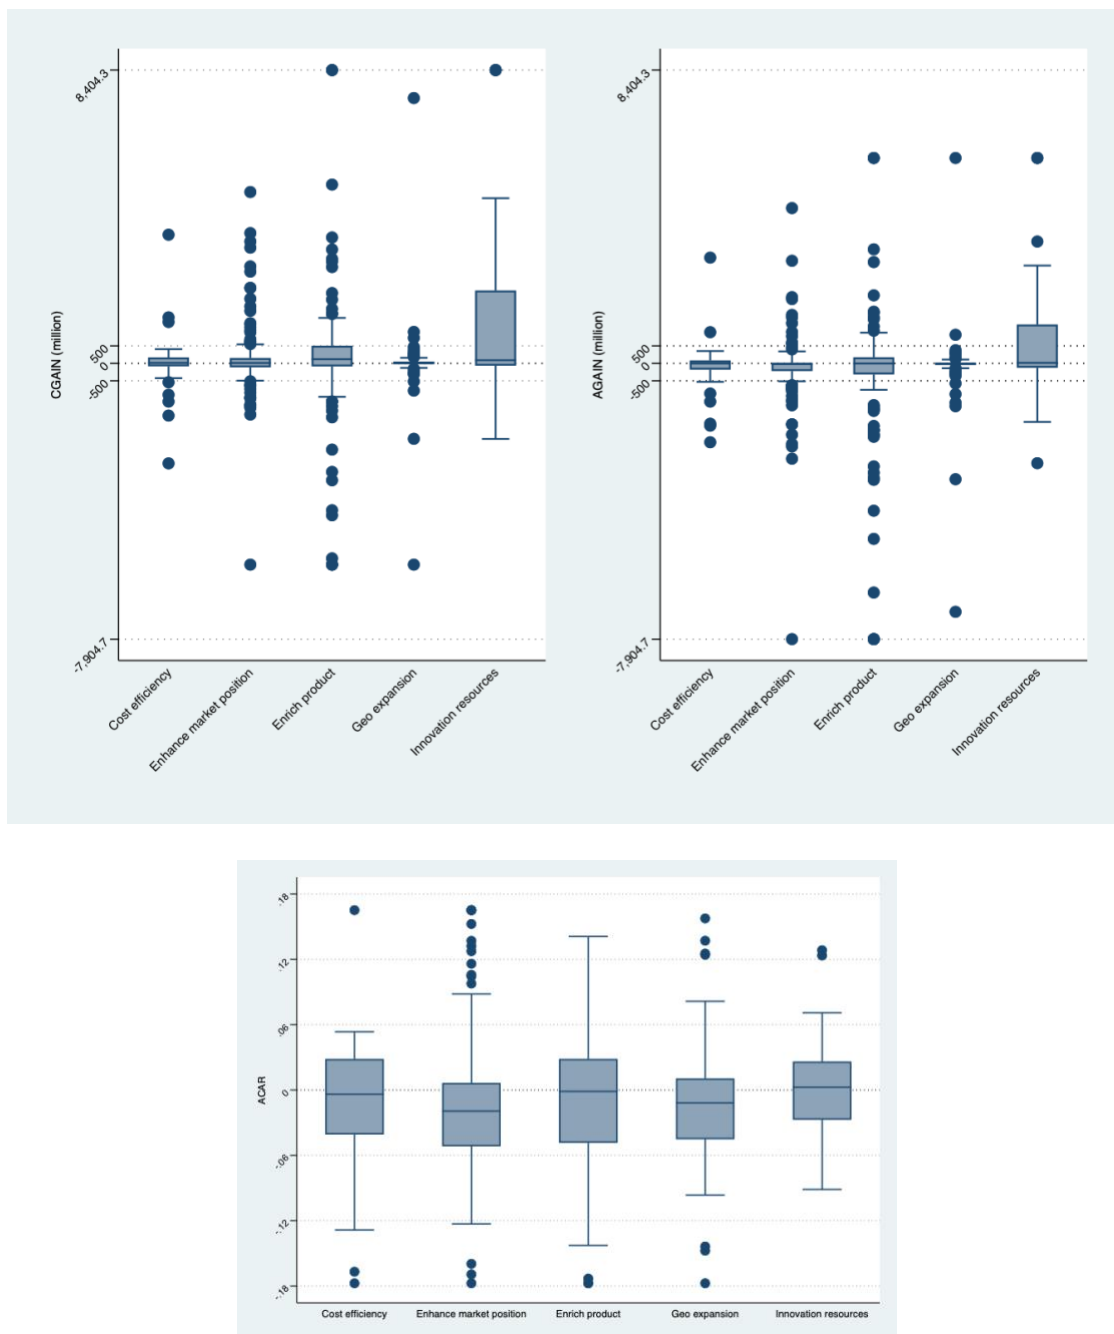 CGAIN (million)
8,404.3
500
0
-500
-7,904.7
Cost efficiency
Enhance market position
Enrich product
Geo expansion
Innovation resources
AGAIN (million)
8,404.3
500
0
-500
-7,904.7
Cost efficiency
Enhance market position
Enrich product
Geo expansion
Innovation resources
ACAR
.18
.12
.06
0
-.06
-.12
-.18
Cost efficiency Enhance market position Enrich product Geo expansion Innovation resources